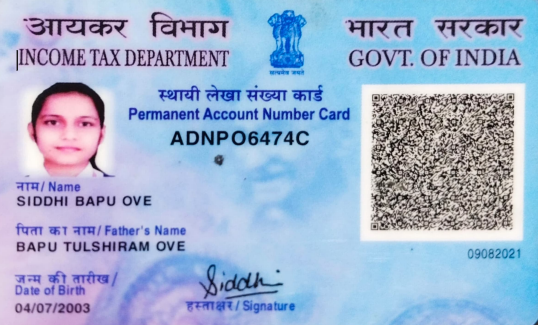 आयकर विभाग
INCOME TAX DEPARTMENT
सत्यमेव जयते
भारत सरकार
GOVT. OF INDIA
स्थायी लेखा संख्या कार्ड
Permanent Account Number Card
ADNPO6474C
नाम / Name
SIDDHI BAPU OVE
पिता का नाम / Father's Name
BAPU TULSHIRAM OVE
जन्म की तारीख /
Date of Birth
04/07/2003
Siddhi
हस्ताक्षर / Signature
09082021